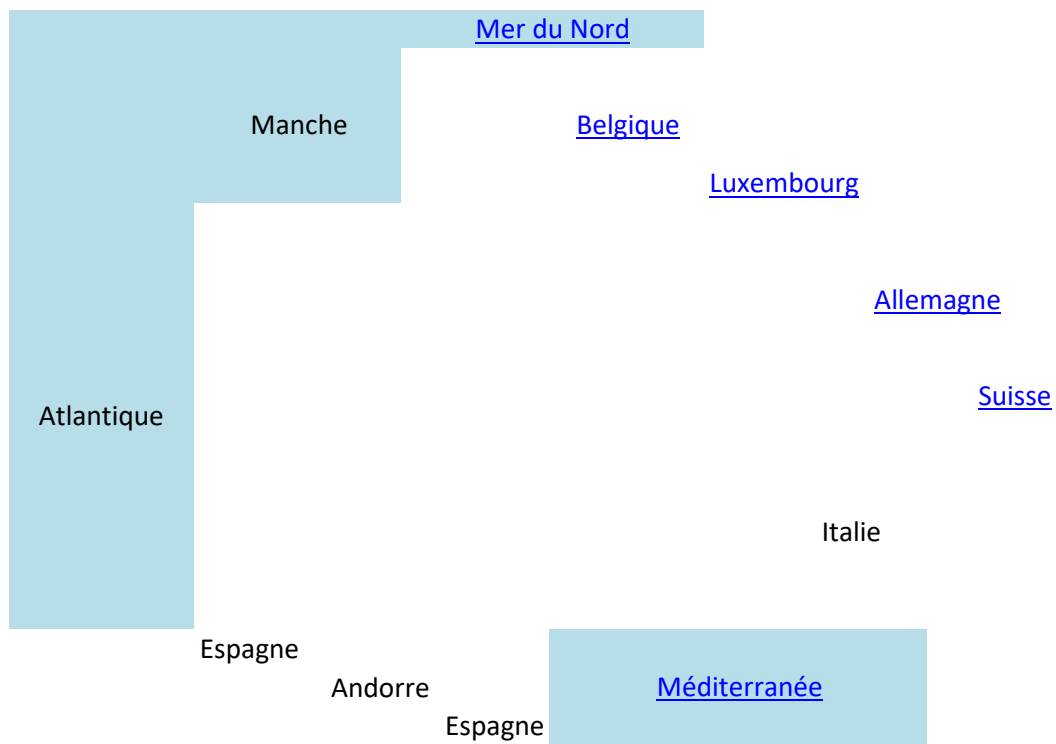 Mer du Nord
Manche
Belgique
Luxembourg
Allemagne
Suisse
Atlantique
Italie
Espagne
Andorre
Méditerranée
Espagne